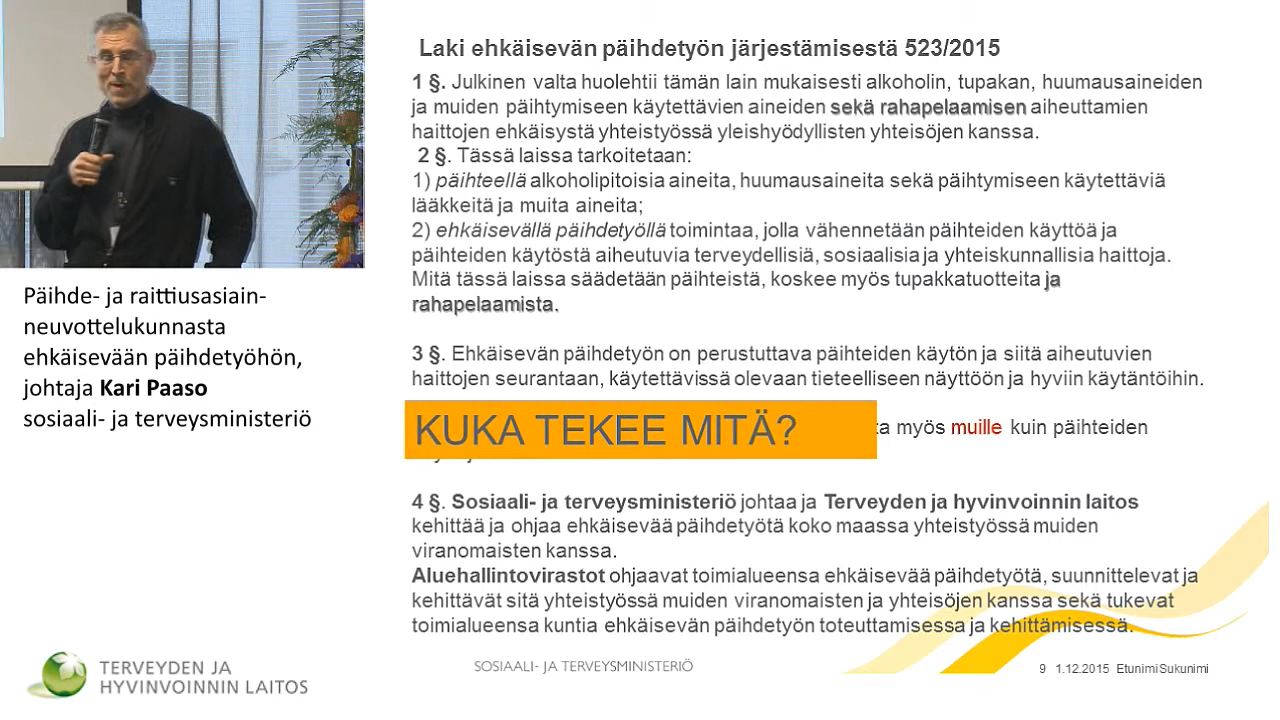 Laki ehkäisevän päihdetyön järjestämisestä 523/2015
1 §. Julkinen valta huolehtii tämän lain mukaisesti alkoholin, tupakan, huumausaineiden
ja muiden päihtymiseen käytettävien aineiden sekä rahapelaamisen aiheuttamien
haittojen ehkäisystä yhteistyössä yleishyödyllisten yhteisöjen kanssa.
2 §. Tässä laissa tarkoitetaan:
1) päihteellä alkoholipitoisia aineita, huumausaineita sekä päihtymiseen käytettäviä
lääkkeitä ja muita aineita;
2) ehkäisevällä päihdetyöllä toimintaa, jolla vähennetään päihteiden käyttöä ja
päihteiden käytöstä aiheutuvia terveydellisiä, sosiaalisia ja yhteiskunnallisia haittoja.
Mitä tässä laissa säädetään päihteistä, koskee myös tupakkatuotteita ja
rahapelaamista.
3 §. Ehkäisevän päihdetyön on perustuttava päihteiden käytön ja siitä aiheutuvien
haittojen seurantaan, käytettävissä olevaan tieteelliseen näyttöön ja hyviin käytäntöihin.
KUKA TEKEE MITÄ? ta myös muille kuin päihteiden
4 §. Sosiaali- ja terveysministeriö johtaa ja Terveyden ja hyvinvoinnin laitos
kehittää ja ohjaa ehkäisevää päihdetyötä koko maassa yhteistyössä muiden
viranomaisten kanssa.
Aluehallintovirastot ohjaavat toimialueensa ehkäisevää päihdetyötä, suunnittelevat ja
kehittävät sitä yhteistyössä muiden viranomaisten ja yhteisöjen kanssa sekä tukevat
toimialueensa kuntia ehkäisevän päihdetyön toteuttamisessa ja kehittämisessä.
Päihde- ja raittiusasiain-
neuvottelukunnasta
ehkäisevään päihdetyöhön,
johtaja Kari Paaso
sosiaali- ja terveysministeriö
TERVEYDEN JA
HYVINVOINNIN LAITOS
SOSIAALI- JA TERVEYSMINISTERIÖ
9 1.12.2015 Etunimi Sukunimi